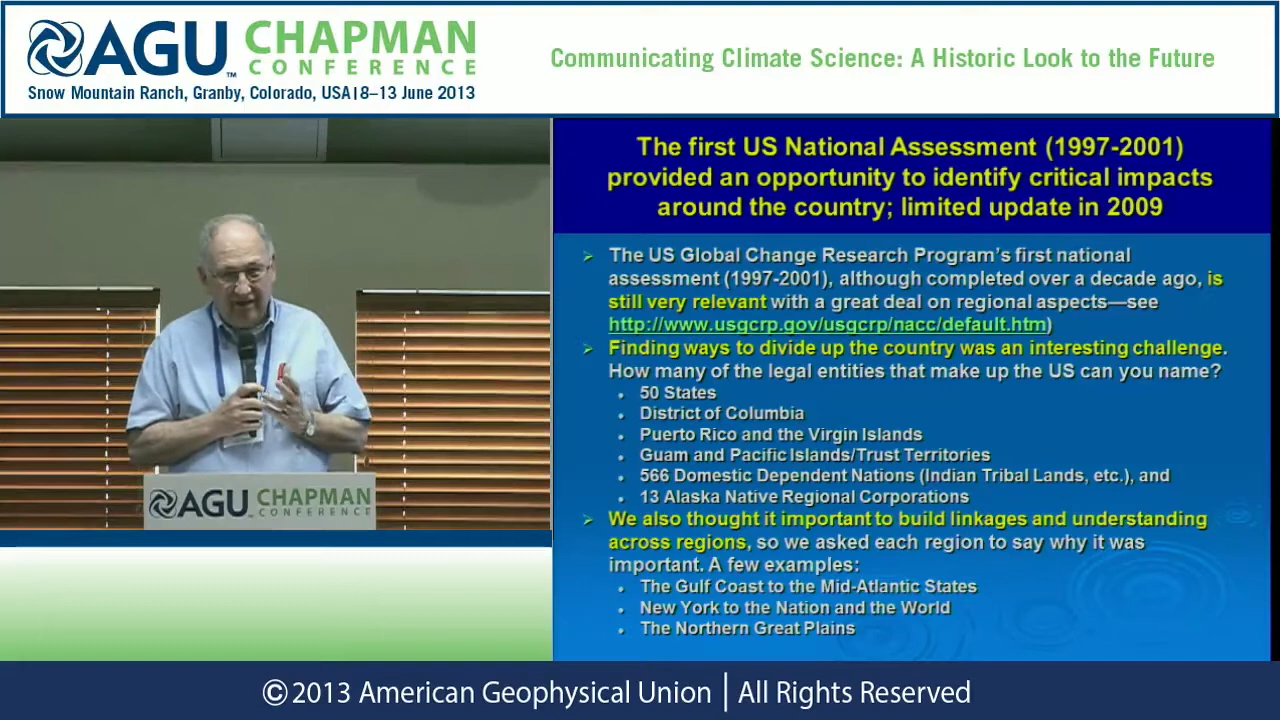 AGU CHAPMAN
CONFERENCE
TM
Snow Mountain Ranch, Granby, Colorado, USA|8–13 June 2013
Communicating Climate Science: A Historic Look to the Future
The first US National Assessment (1997-2001)
provided an opportunity to identify critical impacts
around the country; limited update in 2009
The US Global Change Research Program's first national
assessment (1997-2001), although completed over a decade ago, is
still very relevant with a great deal on regional aspects—see
http://www.usgcrp.gov/usgcrp/nacc/default.htm)
Finding ways to divide up the country was an interesting challenge.
How many of the legal entities that make up the US can you name?
50 States
District of Columbia
Puerto Rico and the Virgin Islands
Guam and Pacific Islands/Trust Territories
566 Domestic Dependent Nations (Indian Tribal Lands, etc.), and
13 Alaska Native Regional Corporations
We also thought it important to build linkages and understanding
across regions, so we asked each region to say why it was
important. A few examples:
The Gulf Coast to the Mid-Atlantic States
New York to the Nation and the World
The Northern Great Plains
AGU CHAPMAN
CONFERENCE
©2013 American Geophysical Union | All Rights Reserved